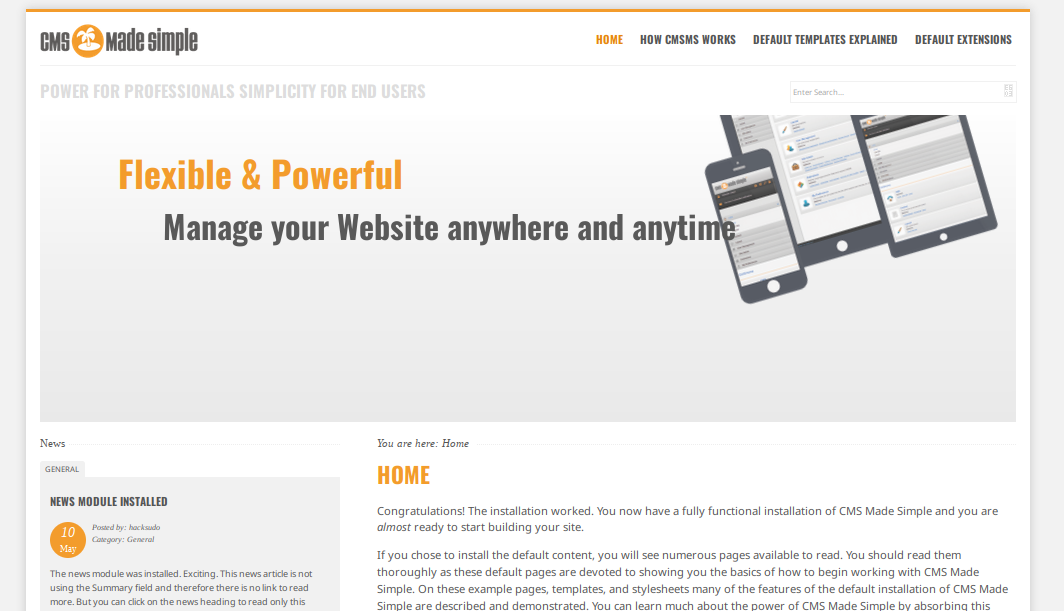 CMS Made Simple
HOME HOW CMSMS WORKS DEFAULT TEMPLATES EXPLAINED DEFAULT EXTENSIONS
POWER FOR PROFESSIONALS SIMPLICITY FOR END USERS
Enter Search...
Flexible & Powerful
Manage your Website anywhere and anytime
News
GENERAL
NEWS MODULE INSTALLED
10
May
Posted by: hacksudo
Category: General
The news module was installed. Exciting. This news article is not
using the Summary field and therefore there is no link to read
more. But you can click on the news heading to read only this
You are here: Home
HOME
Congratulations! The installation worked. You now have a fully functional installation of CMS Made Simple and you are
almost ready to start building your site.
If you chose to install the default content, you will see numerous pages available to read. You should read them
thoroughly as these default pages are devoted to showing you the basics of how to begin working with CMS Made
Simple. On these example pages, templates, and stylesheets many of the features of the default installation of CMS Made
Simple are described and demonstrated. You can learn much about the power of CMS Made Simple by absorbing this